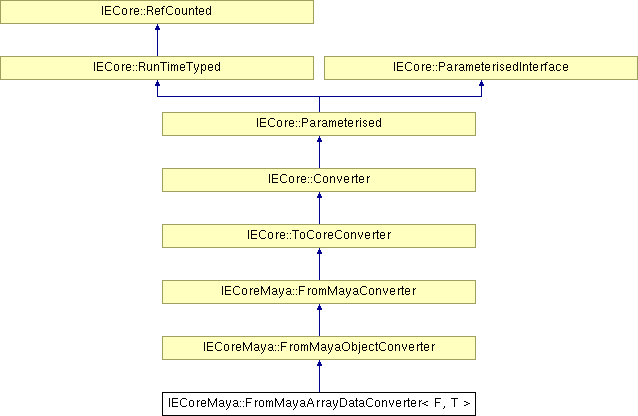 IECore::RefCounted
IECore::RunTimeTyped
IECore::ParameterisedInterface
IECore::Parameterised
IECore::Converter
IECore::ToCoreConverter
IECoreMaya::FromMayaConverter
IECoreMaya::FromMayaObjectConverter
IECoreMaya::FromMayaArrayDataConverter< F, T >